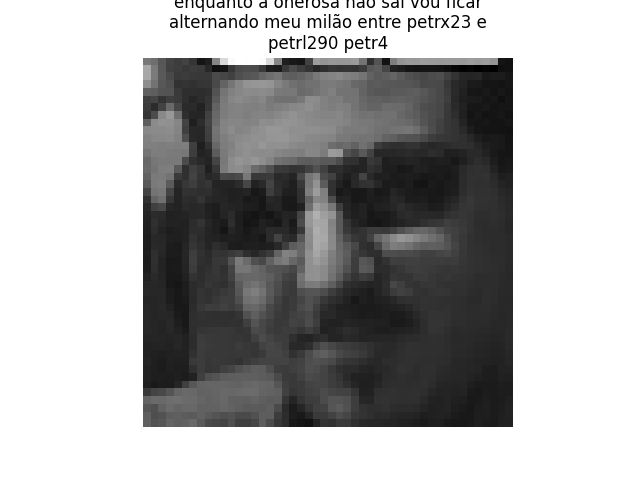 enquanto a onerosa não sai vou ficar
alternando meu milão entre petrx23 e
petrl290 petr4